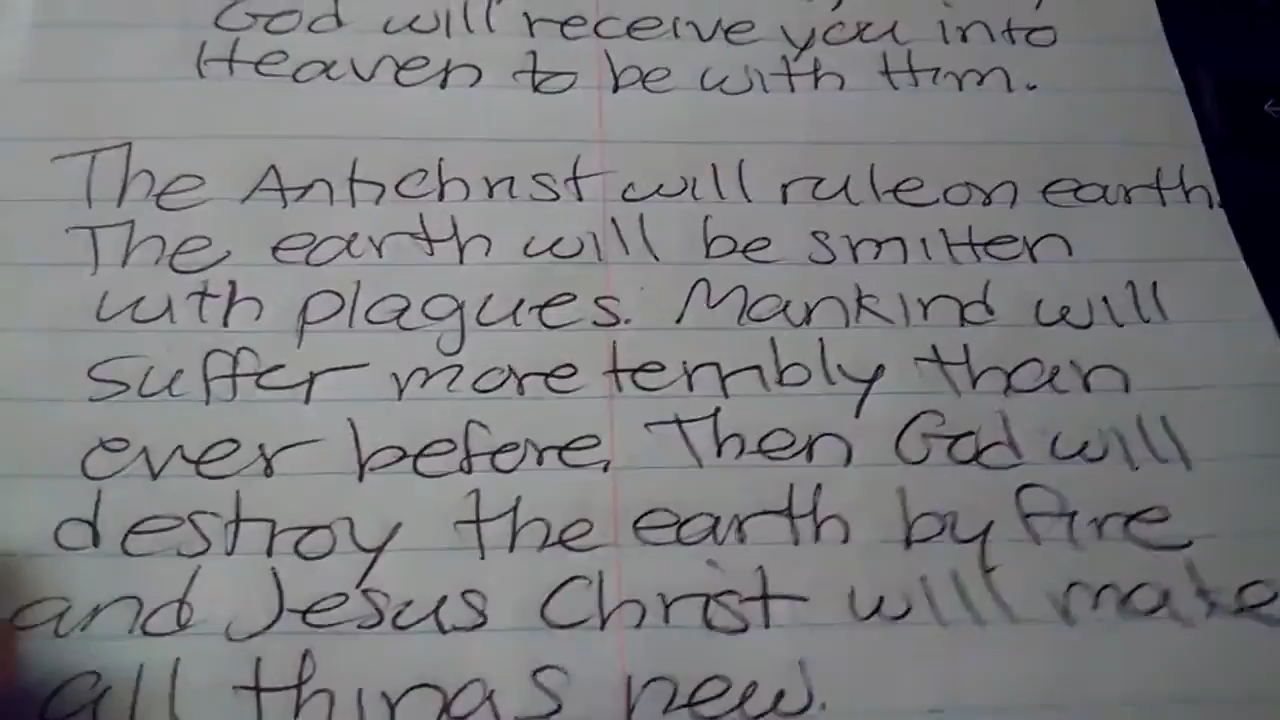 God will receive you into
Heaven to be with Him.
The Antichrist will rule on earth.
The earth will be smitten
with plagues. Mankind will
suffer more terribly than
ever before. Then God will
destroy the earth by fire
and Jesus Christ will make
all things new.